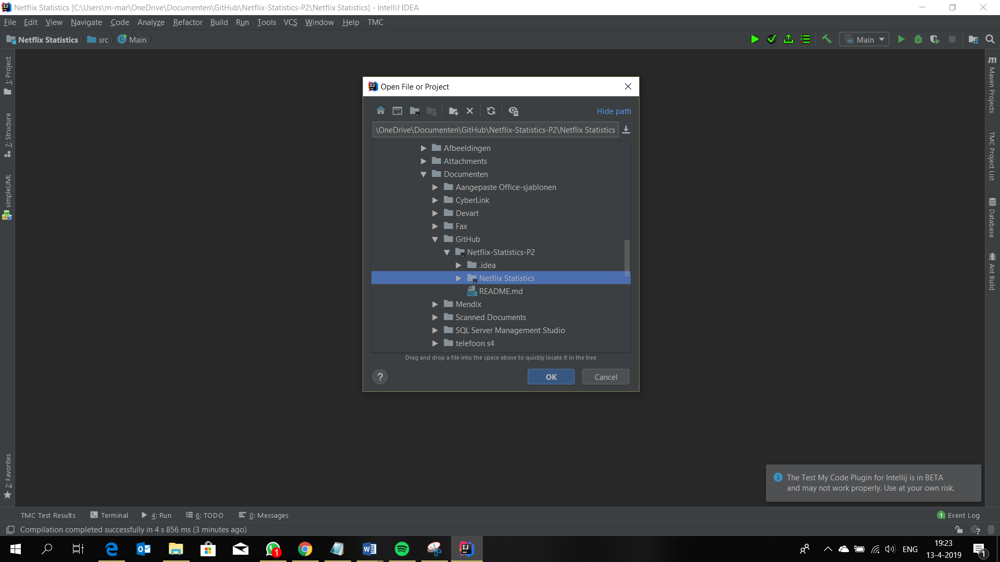 Netflix Statistics [C:\Users\m-mar\OneDrive\Documenten\GitHub\Netflix-Statistics-P2\Netflix Statistics] - IntelliJ IDEA
File Edit View Navigate Code Analyze Refactor Build Run Tools VCS Window Help TMC
Netflix Statistics src Main
Main
1: Project
7: Structure
simpleUML
2: Favorites
Open File or Project
Hide path
\OneDrive\Documenten\GitHub\Netflix-Statistics-P2\Netflix Statistics
Afbeeldingen
Attachments
Documenten
Aangepaste Office-sjablonen
CyberLink
Devart
Fax
GitHub
Netflix-Statistics-P2
.idea
Netflix Statistics
README.md
Mendix
Scanned Documents
SQL Server Management Studio
telefoon s4
Drag and drop a file into the space above to quickly locate it in the tree
? OK Cancel
Maven Projects
TMC Project List
Database
Ant Build
The Test My Code Plugin for Intellij is in BETA
and may not work properly. Use at your own risk.
TMC Test Results Terminal 4: Run 6: TODO 0: Messages 1 Event Log
Compilation completed successfully in 4 s 856 ms (3 minutes ago)
1
ENG
19:23
13-4-2019
1